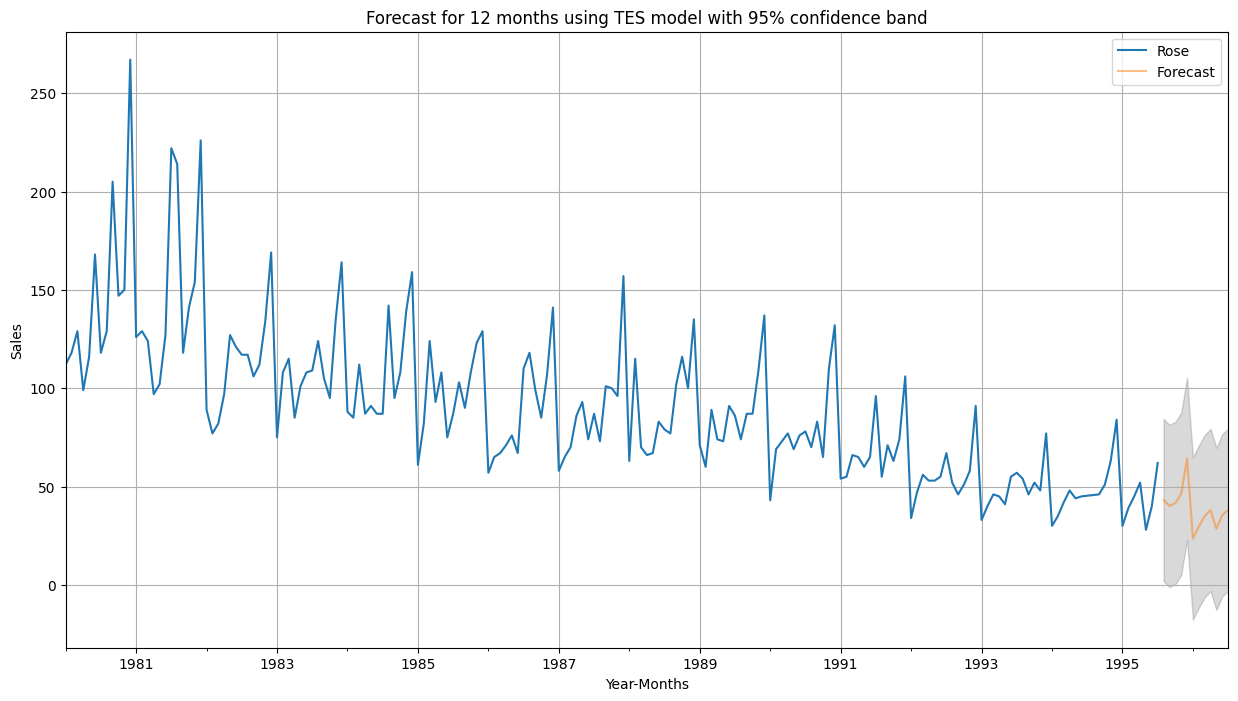 Forecast for 12 months using TES model with 95% confidence band
Rose
Forecast
Sales
250
200
150
100
50
0
1981 1983 1985 1987 1989 1991 1993 1995
Year-Months